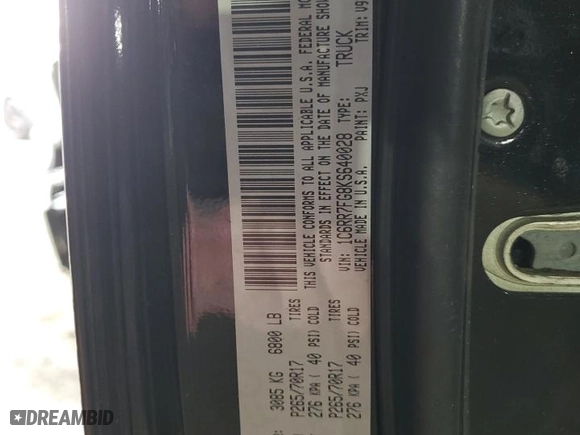 3085 KG 6800 LB
P265/70R17 TIRES
276 KPA ( 40 PSI) COLD
P265/70R17 TIRES
276 KPA ( 40 PSI) COLD
THIS VEHICLE CONFORMS TO ALL APPLICABLE U.S.A. FEDERAL MO
STANDARDS IN EFFECT ON THE DATE OF MANUFACTURE SHO
VIN: 1C6RR7FG8KS640028 TYPE: TRUCK
VEHICLE MADE IN U.S.A. PAINT: PXJ TRIM: V9
DREAMBID